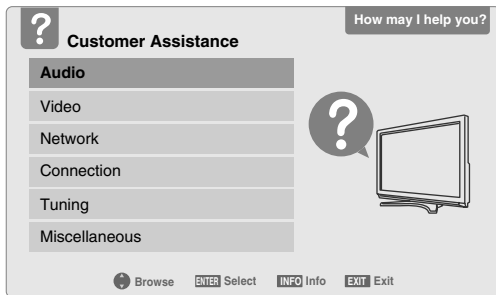 How may I help you?
? Customer Assistance
Audio
Video
Network
Connection
Tuning
Miscellaneous
?
Browse ENTER Select INFO Info EXIT Exit